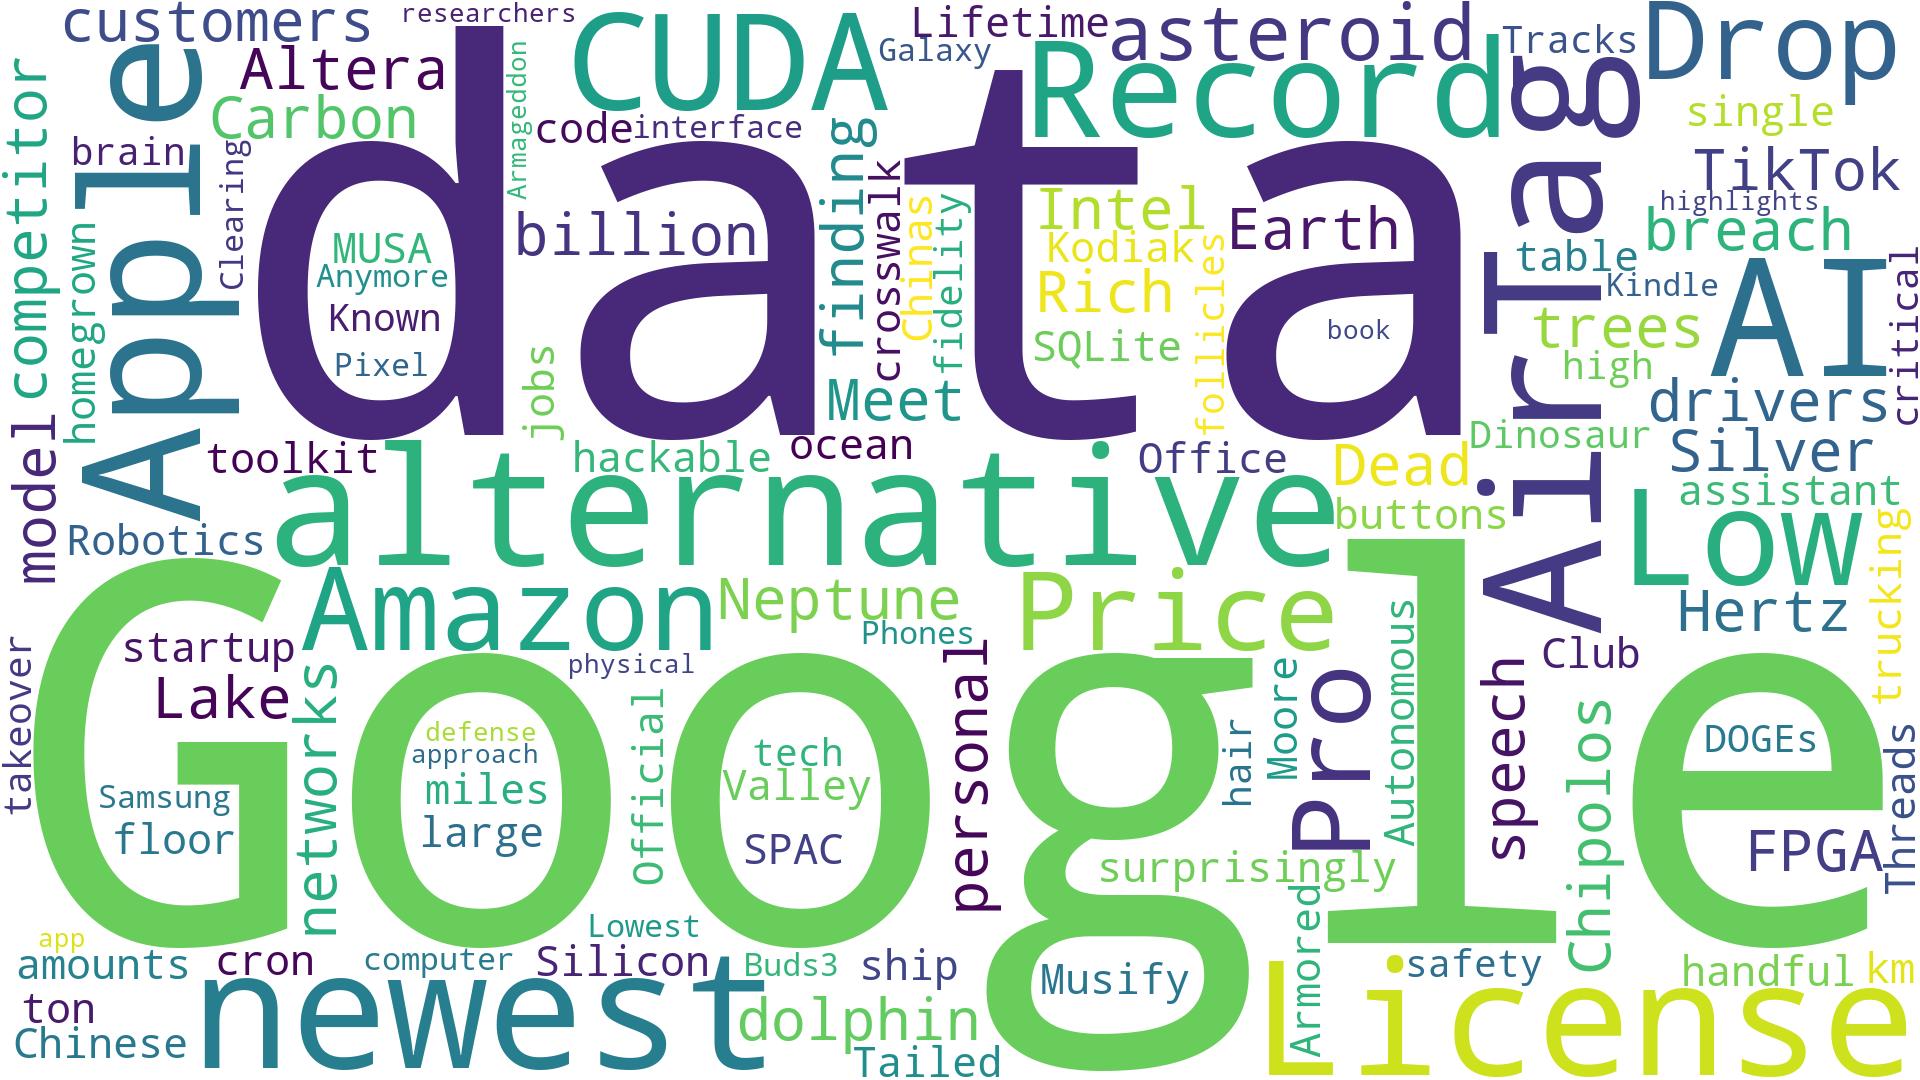 customers
researchers
CUDA
Lifetime
asteroid
Tracks
Drop
Galaxy
Altera
Record
Armageddon
Carbon
code
interface
single
competitor
Apple
brain
Clearing
data
finding
crosswalk
TikTok
highlights
AirTag
Intel
Earth
breach
billion
Chinas
fidelity
MUSA
Kodiak
table
Anymore
homegrown
Rich
follicles
Kindle
AI
critical
Known
book
trees
Pixel
jobs
SQLite
high
Meet
drivers
model
toolkit
hackable
ocean
Office
Dead
Dinosaur
Silver
alternative
assistant
buttons
Low
Robotics
trucking
Amazon
Neptune
Price
Hertz
Phones
startup
physical
Club
takeover
Lake
networks
Google
Official
personal
hair
Moore
Pro
Autonomous
speech
Chipolos
defense
approach
tech
DOGEs
Threads
Samsung
miles
Valley
floor
large
SPAC
FPGA
surprisingly
Lowest
Armored
app
amounts
cron
computer
Silicon
Buds3
ship
safety
handful
km
Musify
ton
newest
dolphin
License
Chinese
Tailed